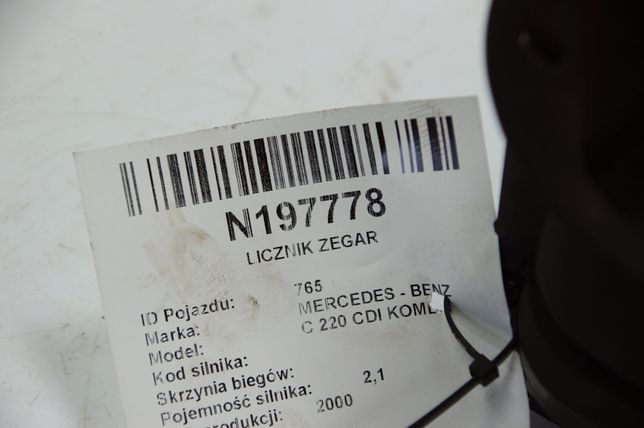 N197778
LICZNIK ZEGAR
ID Pojazdu: 765
Marka: MERCEDES - BENZ
Model: C 220 CDI
Kod silnika:
Skrzynia biegów:
Pojemność silnika: 2,1
2000